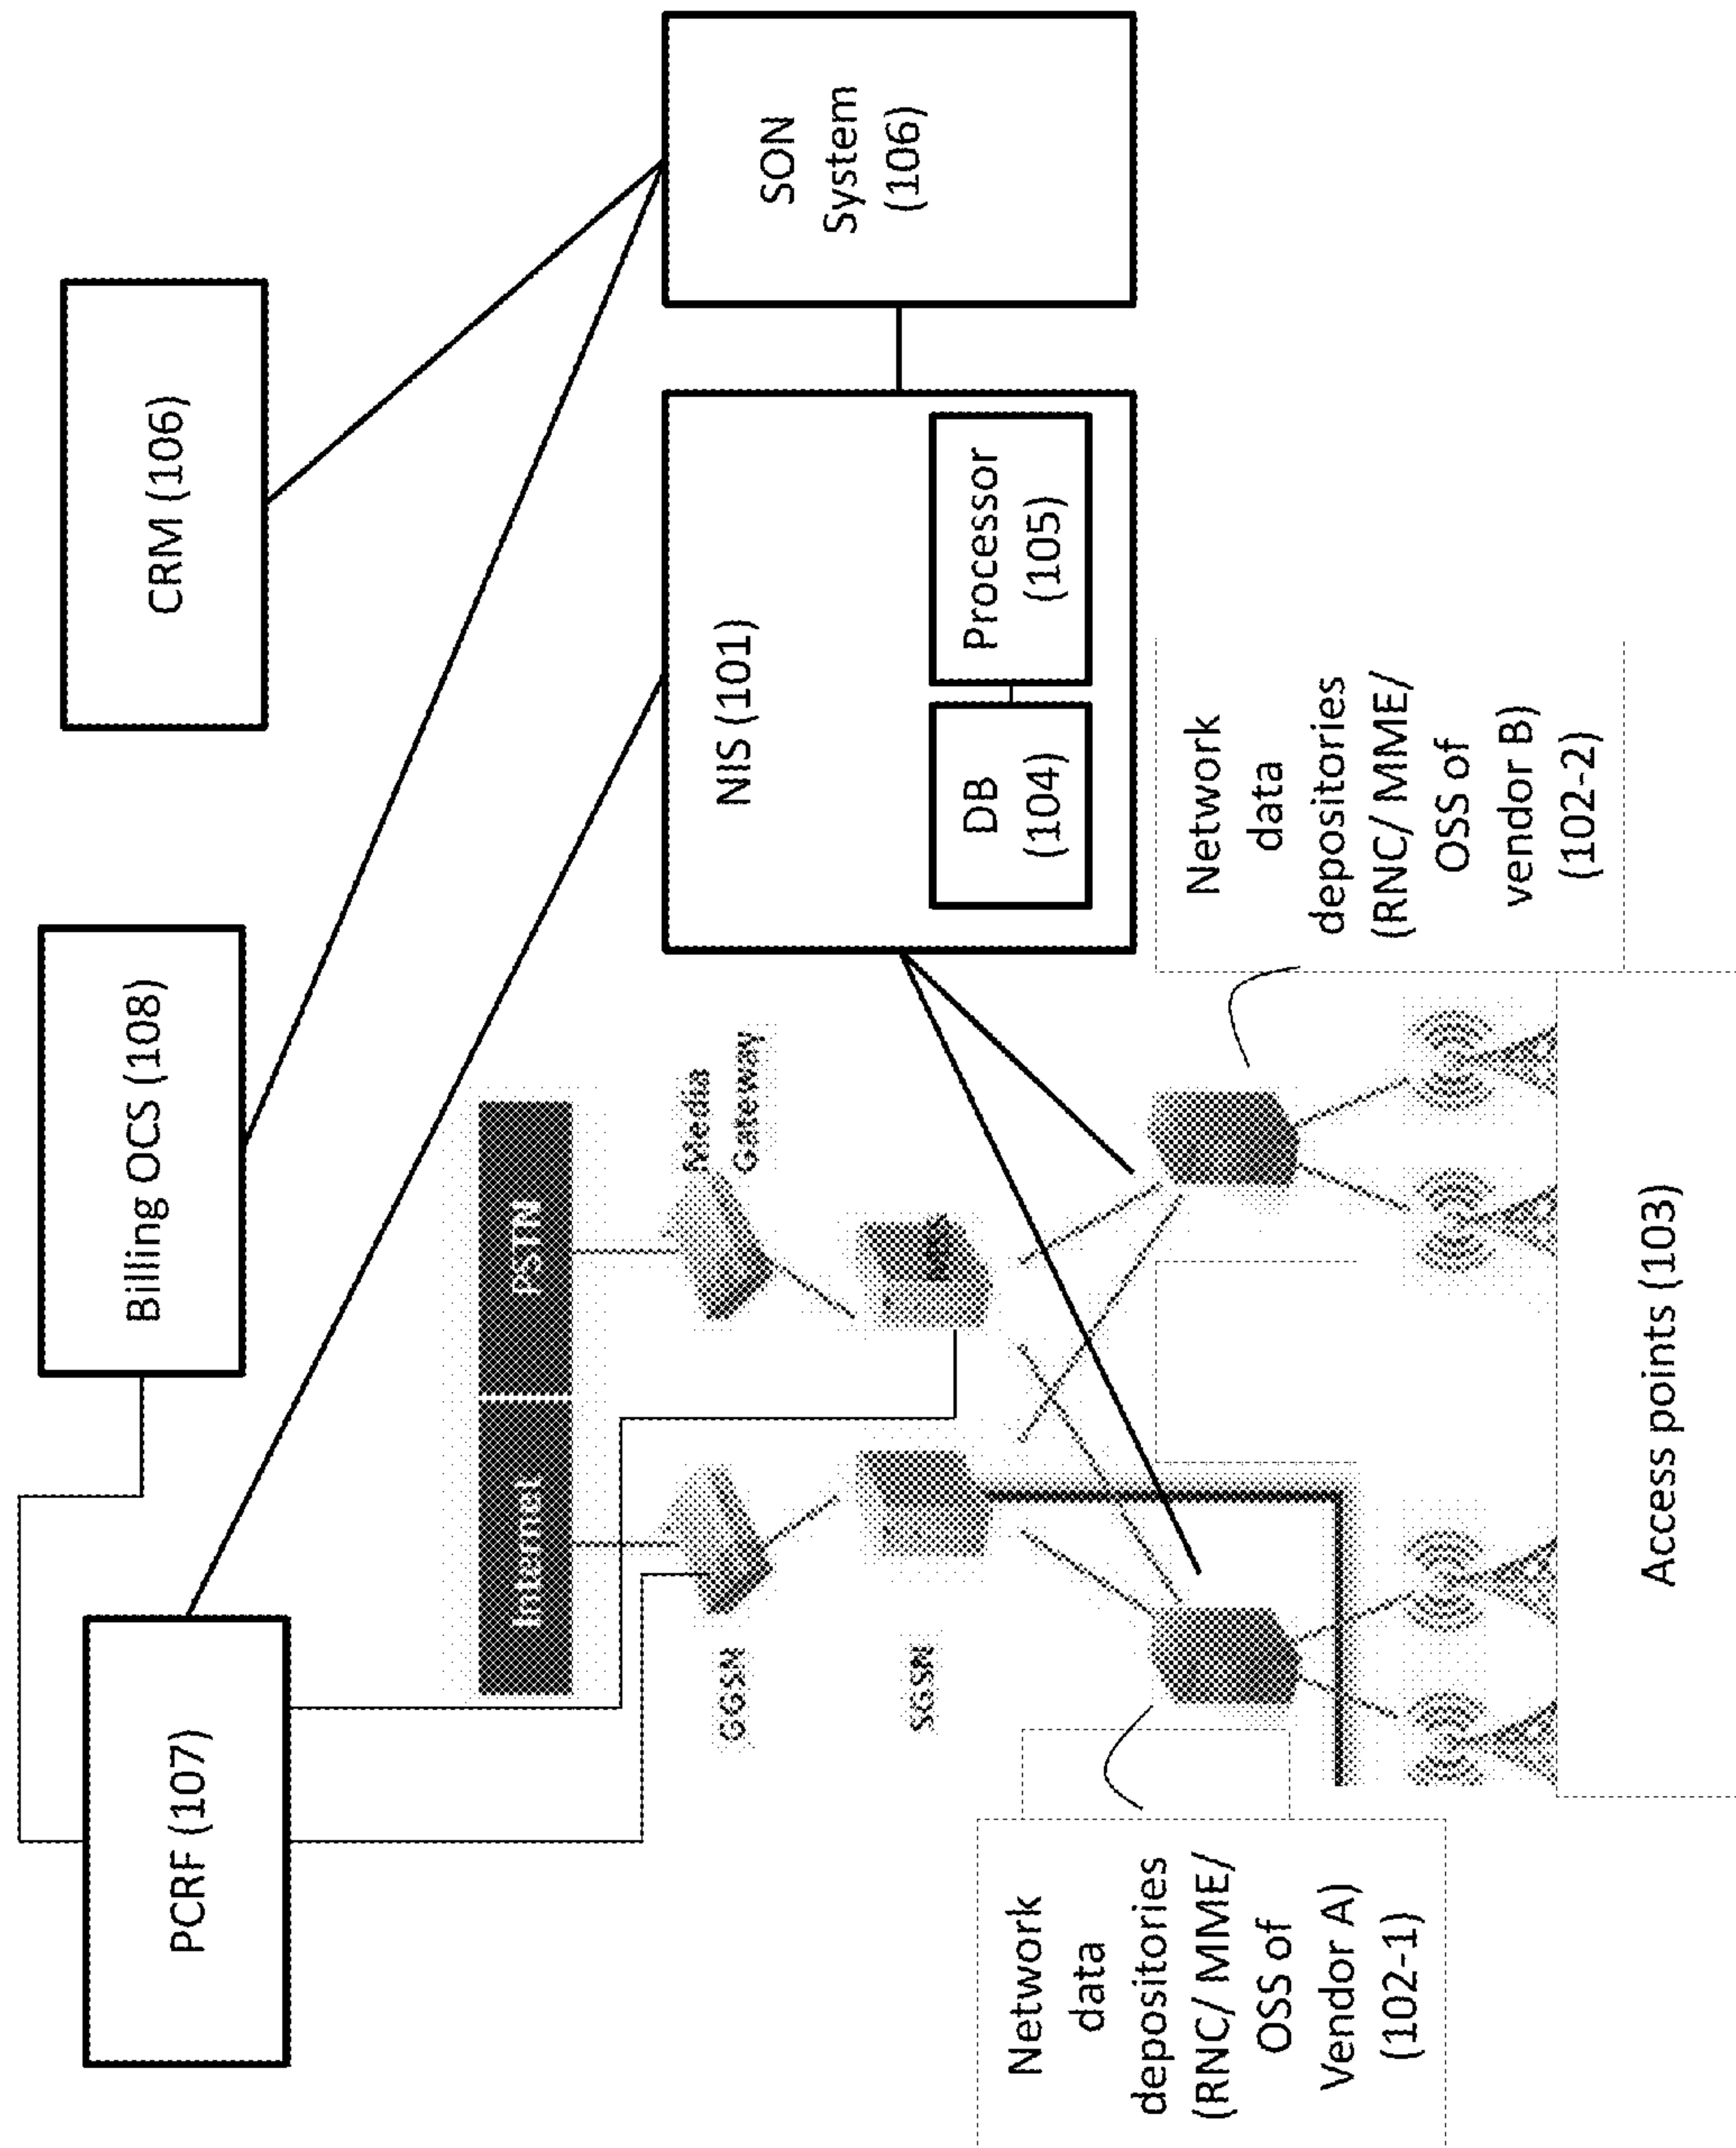 PCRF (107)
Billing OCS (108)
CRM (106)
Internet
PSTN
GGSN
Media
Gateway
SGSN
NIS (101)
DB
(104)
Processor
(105)
SON
System
(106)
Network
data
depositories
(RNC/ MME/
OSS of
Vendor A)
(102-1)
Network
data
depositories
(RNC/ MME/
OSS of
vendor B)
(102-2)
Access points (103)